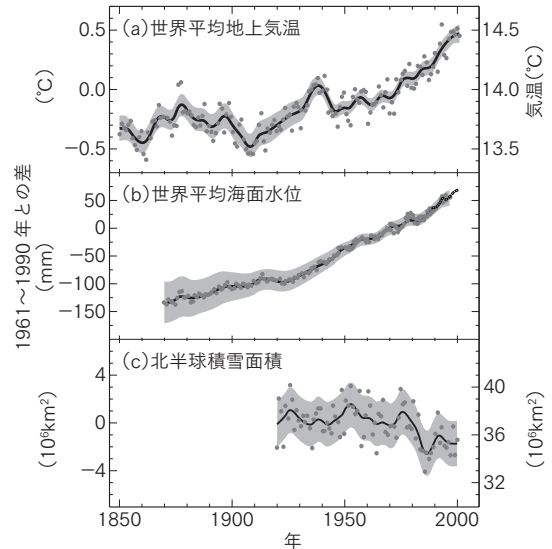 (a)世界平均地上気温
0.5
0.0
−0.5
(℃)
14.5
14.0
13.5
気温(℃)
(b)世界平均海面水位
50
0
−50
−100
−150
(mm)
1961～1990 年との差
(c)北半球積雪面積
4
0
−4
(10⁶km²)
40
36
32
(10⁶km²)
1850 1900 1950 2000
年